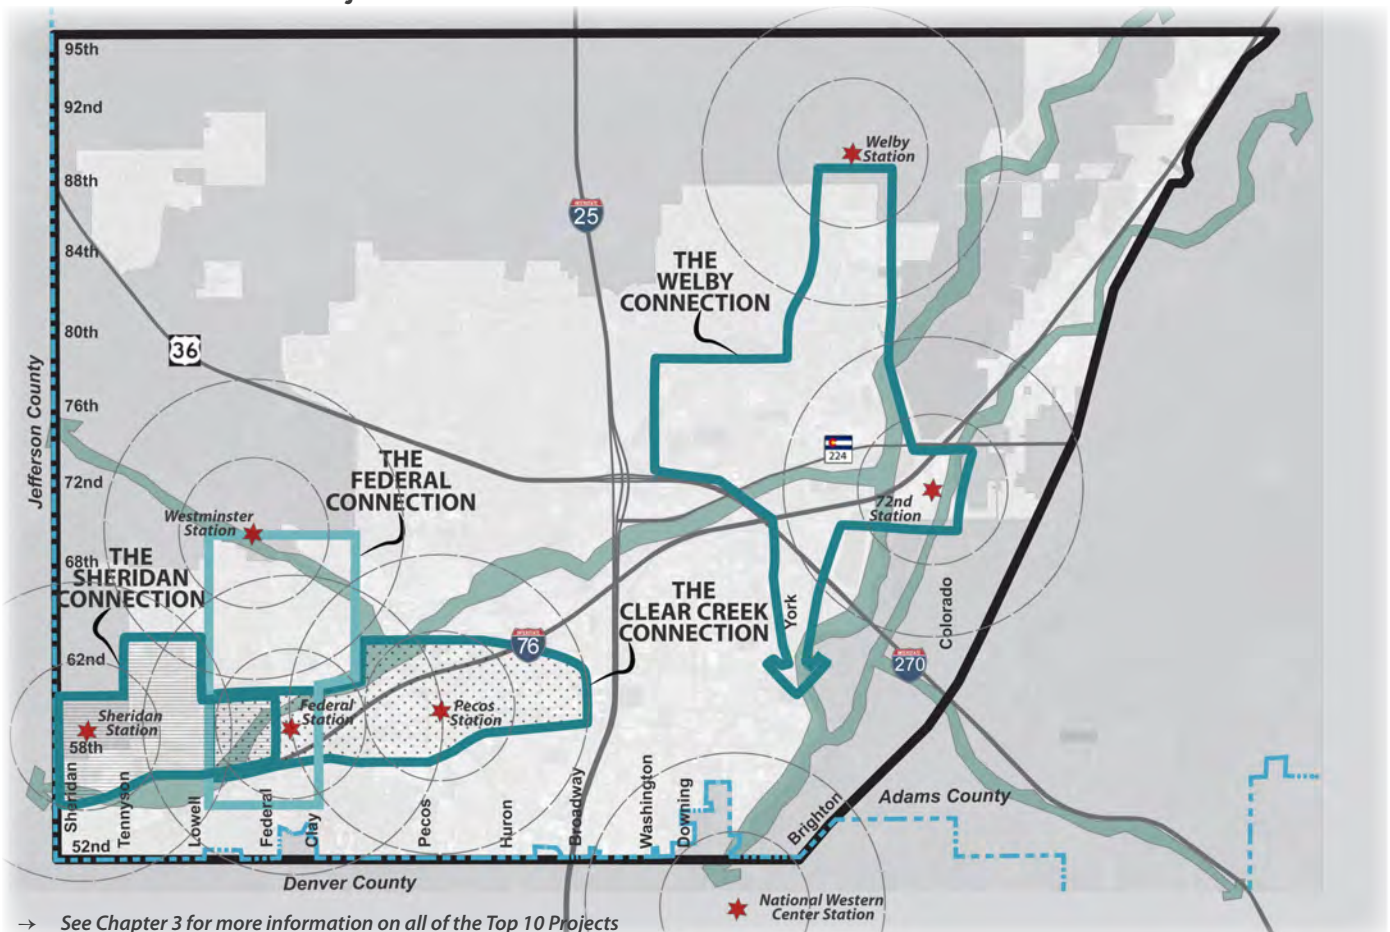 95th
92nd
Welby
Station
88th
INTERSTATE
25
84th
THE
WELBY
CONNECTION
80th
36
Jefferson County
76th
224
THE
FEDERAL
CONNECTION
72nd
72nd
Station
Westminster
Station
THE
SHERIDAN
CONNECTION
68th
THE
CLEAR CREEK
CONNECTION
York
Colorado
INTERSTATE
76
INTERSTATE
270
62nd
Sheridan
Station
Federal
Station
Pecos
Station
58th
Sheridan
Tennyson
Lowell
Federal
Clay
Pecos
Huron
Broadway
Washington
Downing
Brighton
Adams County
52nd
Denver County
National Western
Center Station
→ See Chapter 3 for more information on all of the Top 10 Projects